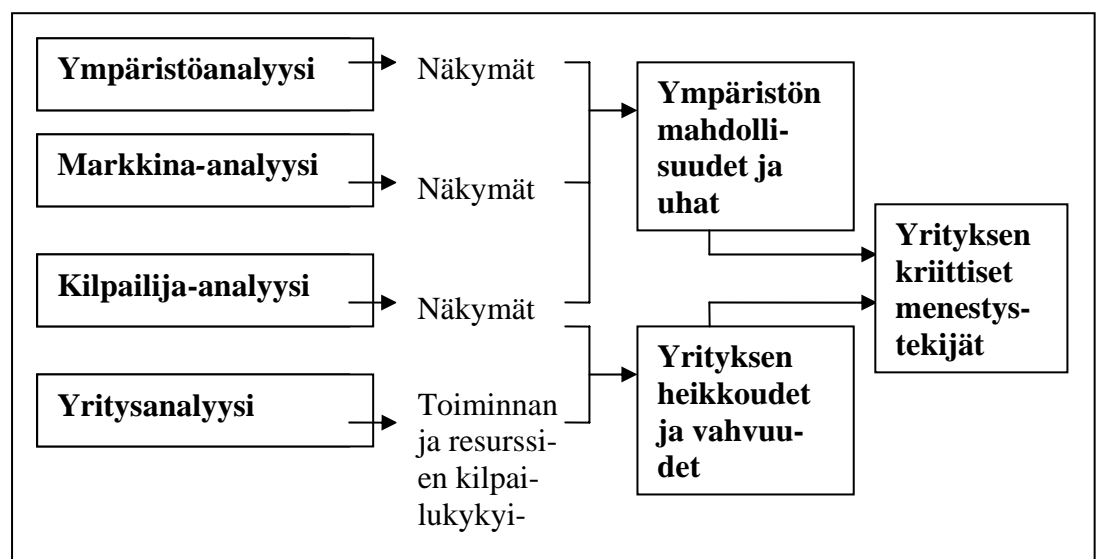 Ympäristöanalyysi
Näkymät
Markkina-analyysi
Näkymät
Kilpailija-analyysi
Näkymät
Yritysanalyysi
Toiminnan
ja resurssi-
en kilpai-
lukykyi-
Ympäristön
mahdolli-
suudet ja
uhat
Yrityksen
heikkoudet
ja vahvuu-
det
Yrityksen
kriittiset
menestys-
tekijät